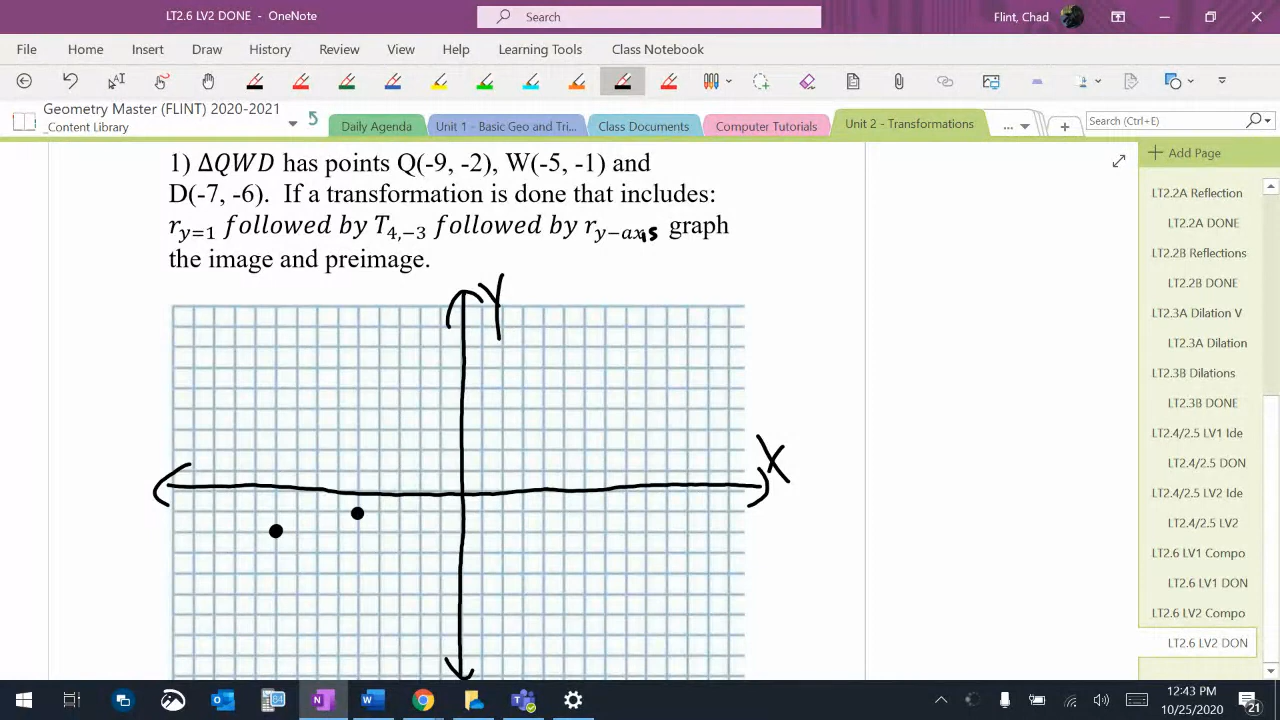 LT2.6 LV2 DONE - OneNote
Search
Flint, Chad
File Home Insert Draw History Review View Help Learning Tools Class Notebook
Geometry Master (FLINT) 2020-2021
_Content Library
Daily Agenda
Unit 1 - Basic Geo and Tri...
Class Documents
Computer Tutorials
Unit 2 - Transformations
...
Search (Ctrl+E)
Add Page
1) ΔQWD has points Q(-9, -2), W(-5, -1) and
D(-7, -6). If a transformation is done that includes:
r_{y=1} followed by T_{4,-3} followed by r_{y-axis} graph
the image and preimage.
Y
X
LT2.2A Reflection
LT2.2A DONE
LT2.2B Reflections
LT2.2B DONE
LT2.3A Dilation V
LT2.3A Dilation
LT2.3B Dilations
LT2.3B DONE
LT2.4/2.5 LV1 Ide
LT2.4/2.5 DON
LT2.4/2.5 LV2 Ide
LT2.4/2.5 LV2
LT2.6 LV1 Compo
LT2.6 LV1 DON
LT2.6 LV2 Compo
LT2.6 LV2 DON
12:43 PM
10/25/2020
21